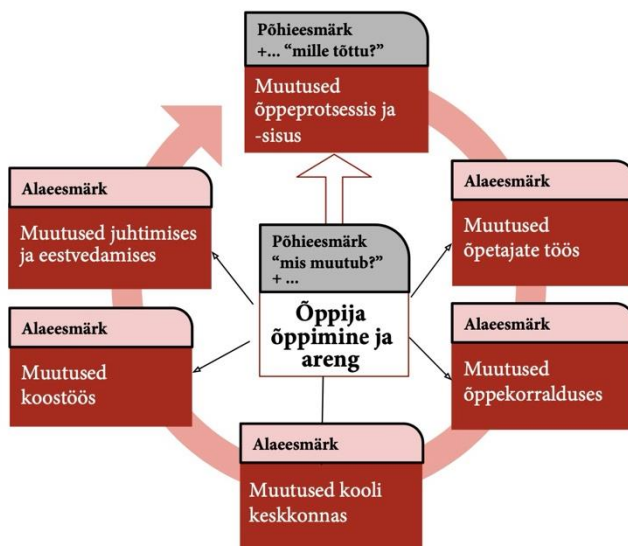 Põhieesmärk
+... “mille tõttu?”
Muutused
õppeprotsessis ja
-sisus
Alaeesmärk
Muutused juhtimises
ja eestvedamises
Alaeesmärk
Muutused
õpetajate töös
Põhieesmärk
“mis muutub?”
+ ...
Õppija
õppimine ja
areng
Alaeesmärk
Muutused
koostöös
Alaeesmärk
Muutused
õppekorralduses
Alaeesmärk
Muutused kooli
keskkonnas